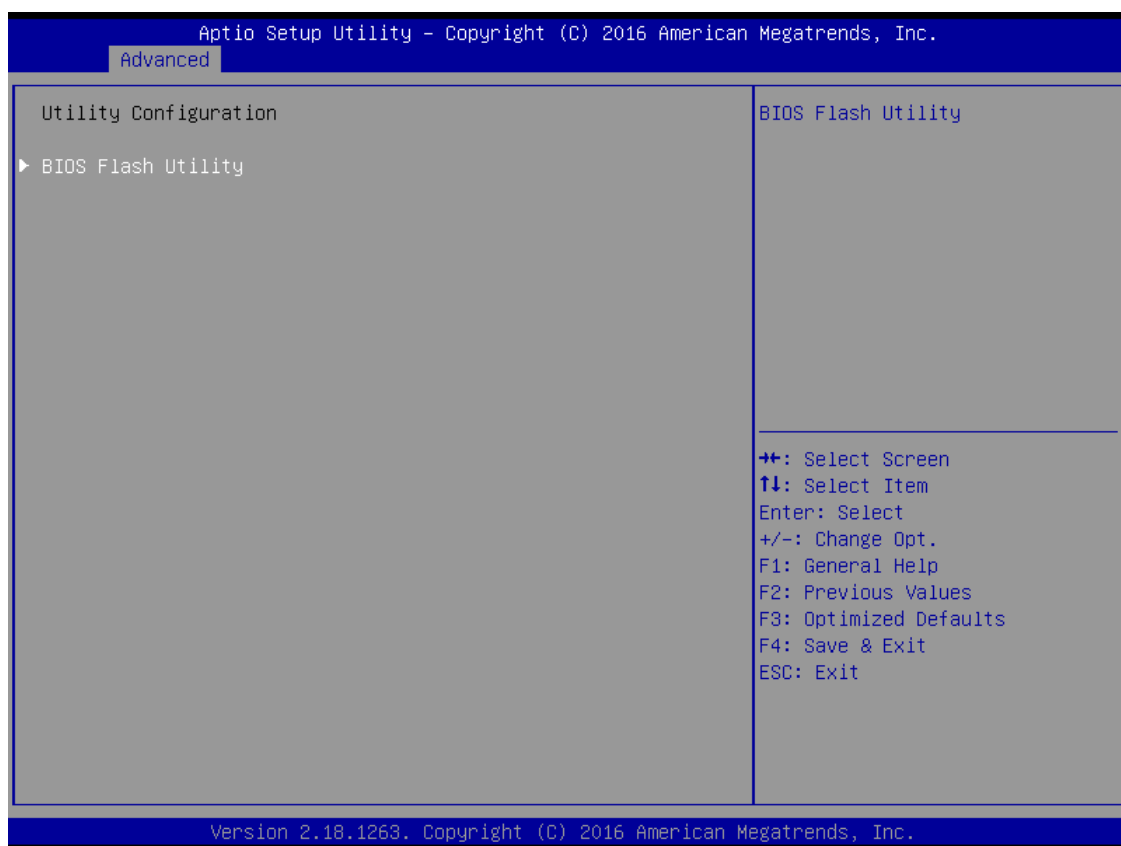 Aptio Setup Utility – Copyright (C) 2016 American Megatrends, Inc.
Advanced
Utility Configuration
▶ BIOS Flash Utility
BIOS Flash Utility
→←: Select Screen
↑↓: Select Item
Enter: Select
+/-: Change Opt.
F1: General Help
F2: Previous Values
F3: Optimized Defaults
F4: Save & Exit
ESC: Exit
Version 2.18.1263. Copyright (C) 2016 American Megatrends, Inc.